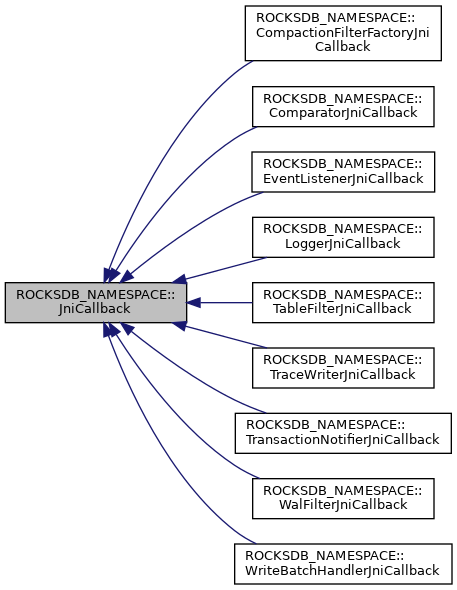 ROCKSDB_NAMESPACE::
CompactionFilterFactoryJni
Callback
ROCKSDB_NAMESPACE::
ComparatorJniCallback
ROCKSDB_NAMESPACE::
EventListenerJniCallback
ROCKSDB_NAMESPACE::
LoggerJniCallback
ROCKSDB_NAMESPACE::
JniCallback
ROCKSDB_NAMESPACE::
TableFilterJniCallback
ROCKSDB_NAMESPACE::
TraceWriterJniCallback
ROCKSDB_NAMESPACE::
TransactionNotifierJniCallback
ROCKSDB_NAMESPACE::
WalFilterJniCallback
ROCKSDB_NAMESPACE::
WriteBatchHandlerJniCallback